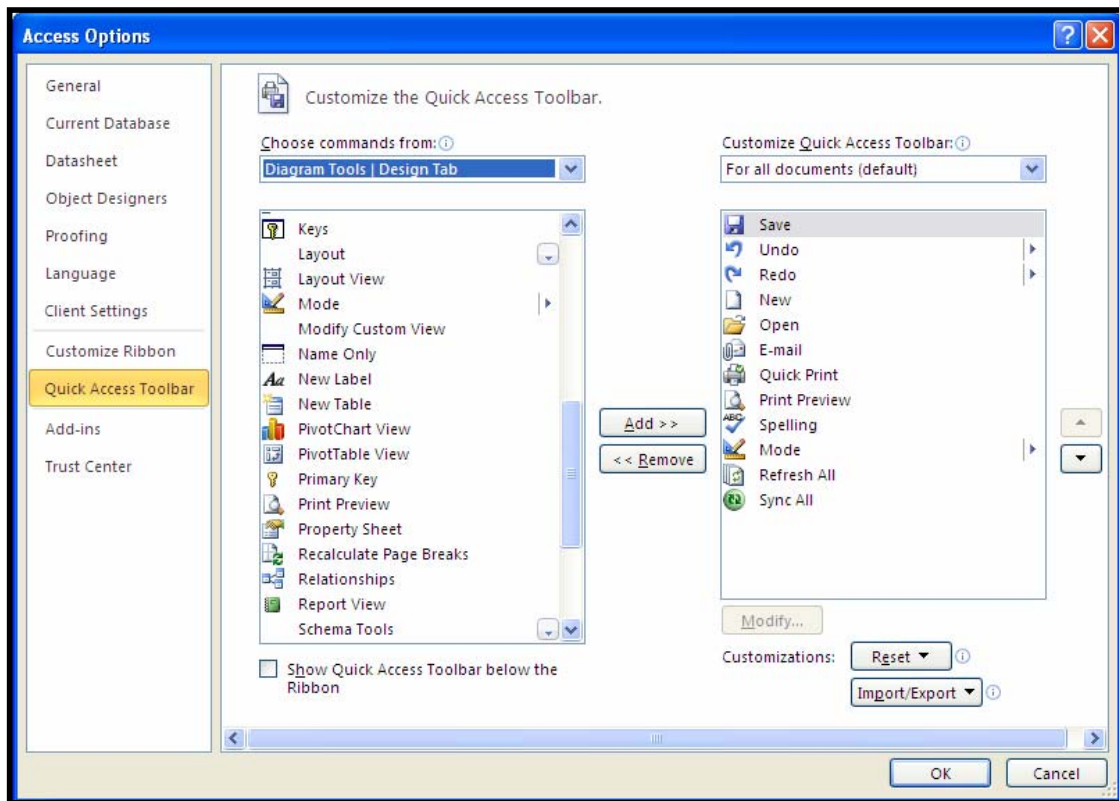 Access Options
General
Current Database
Datasheet
Object Designers
Proofing
Language
Client Settings
Customize Ribbon
Quick Access Toolbar
Add-ins
Trust Center
Customize the Quick Access Toolbar.
Choose commands from:
Diagram Tools | Design Tab
Keys
Layout
Layout View
Mode
Modify Custom View
Name Only
Aa New Label
New Table
PivotChart View
PivotTable View
Primary Key
Print Preview
Property Sheet
Recalculate Page Breaks
Relationships
Report View
Schema Tools
Show Quick Access Toolbar below the
Ribbon
Add >>
<< Remove
Customize Quick Access Toolbar:
For all documents (default)
Save
Undo
Redo
New
Open
E-mail
Quick Print
Print Preview
ABC Spelling
Mode
Refresh All
Sync All
Modify...
Customizations:
Reset
Import/Export
OK
Cancel